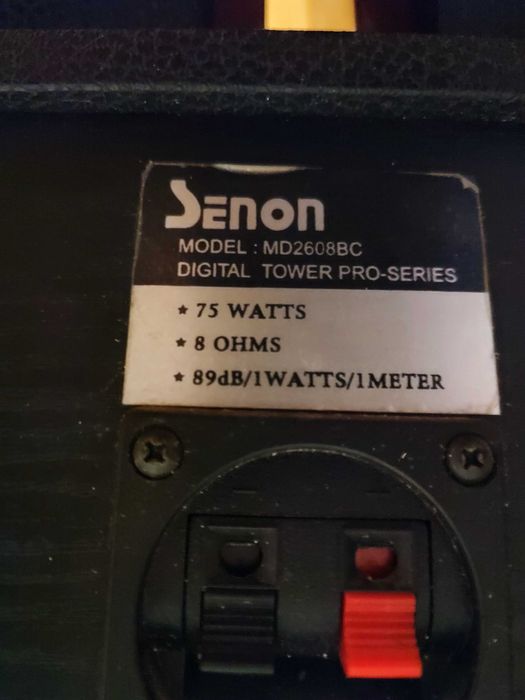 SENON
MODEL : MD2608BC
DIGITAL TOWER PRO-SERIES
★ 75 WATTS
★ 8 OHMS
★ 89dB/1WATTS/1METER